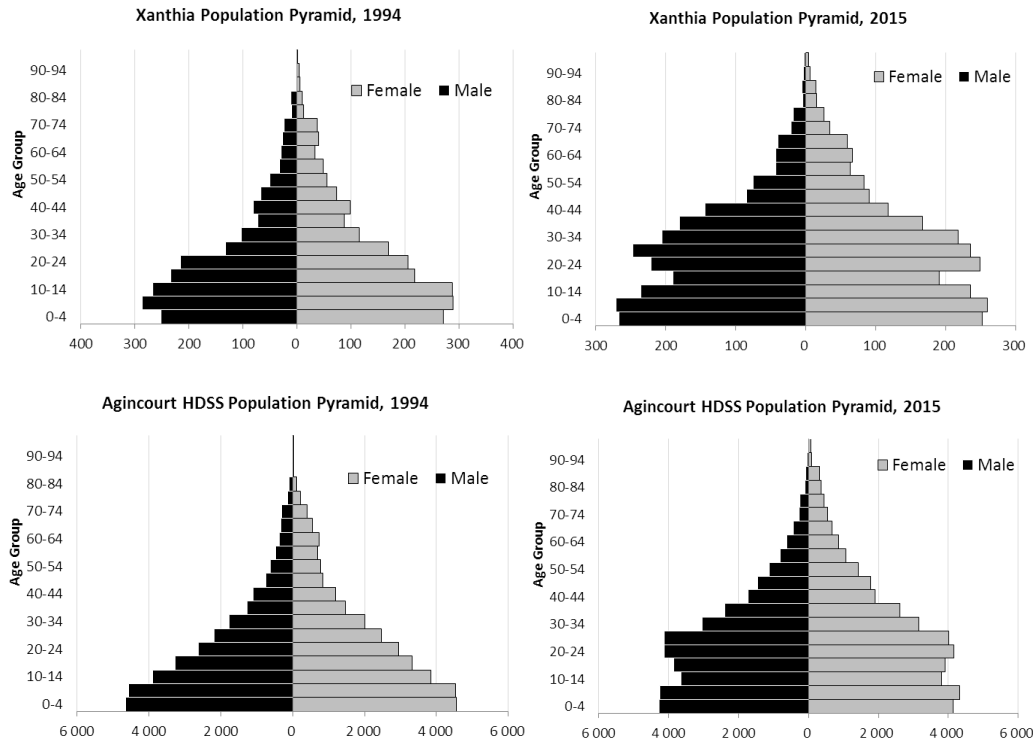 Xanthia Population Pyramid, 1994
Age Group
90-94
80-84
70-74
60-64
50-54
40-44
30-34
20-24
10-14
0-4
Female Male
400 300 200 100 0 100 200 300 400
Xanthia Population Pyramid, 2015
Age Group
90-94
80-84
70-74
60-64
50-54
40-44
30-34
20-24
10-14
0-4
Female Male
300 200 100 0 100 200 300
Agincourt HDSS Population Pyramid, 1994
Age Group
90-94
80-84
70-74
60-64
50-54
40-44
30-34
20-24
10-14
0-4
Female Male
6 000 4 000 2 000 0 2 000 4 000 6 000
Agincourt HDSS Population Pyramid, 2015
Age Group
90-94
80-84
70-74
60-64
50-54
40-44
30-34
20-24
10-14
0-4
Female Male
6 000 4 000 2 000 0 2 000 4 000 6 000